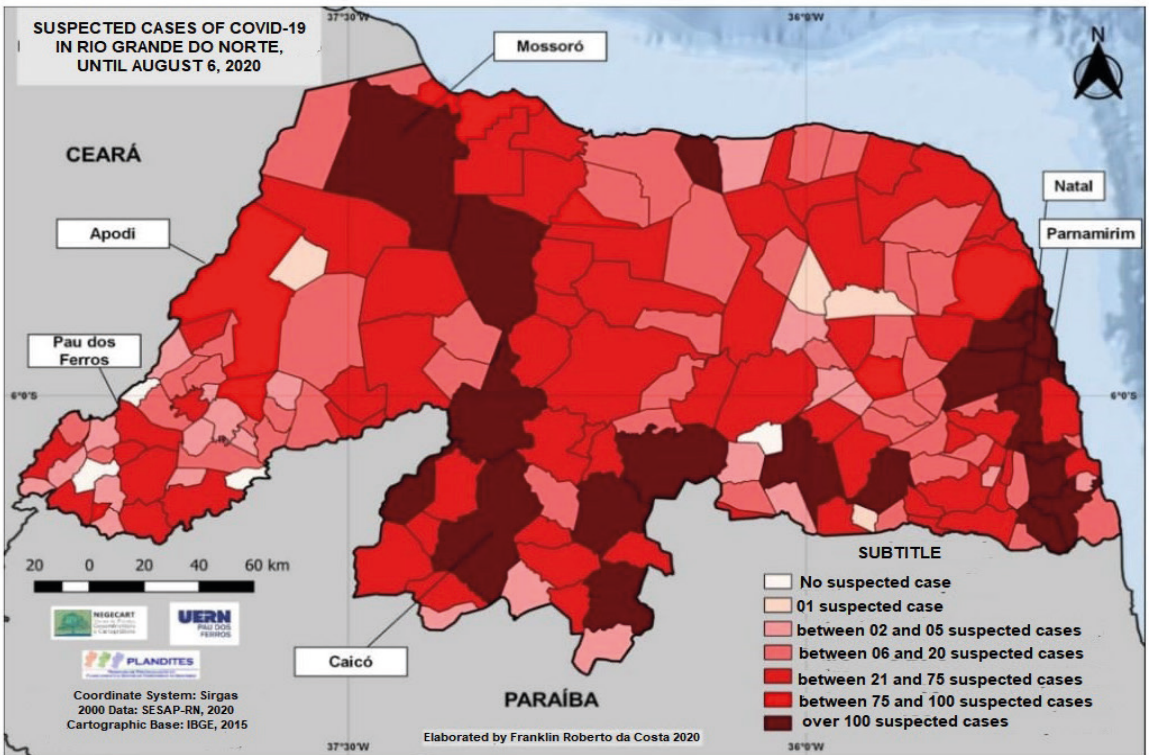 SUSPECTED CASES OF COVID-19
IN RIO GRANDE DO NORTE,
UNTIL AUGUST 6, 2020
37°30'W
36°0'W
N
Mossoró
CEARÁ
Natal
Parnamirim
Apodi
Pau dos
Ferros
6°0'S
6°0'S
20 0 20 40 60 km
NEGECART
UERN
PAU DOS
FERROS
PLANDITES
Caicó
Coordinate System: Sirgas
2000 Data: SESAP-RN, 2020
Cartographic Base: IBGE, 2015
PARAÍBA
SUBTITLE
No suspected case
01 suspected case
between 02 and 05 suspected cases
between 06 and 20 suspected cases
between 21 and 75 suspected cases
between 75 and 100 suspected cases
over 100 suspected cases
Elaborated by Franklin Roberto da Costa 2020
37°30'W
36°0'W